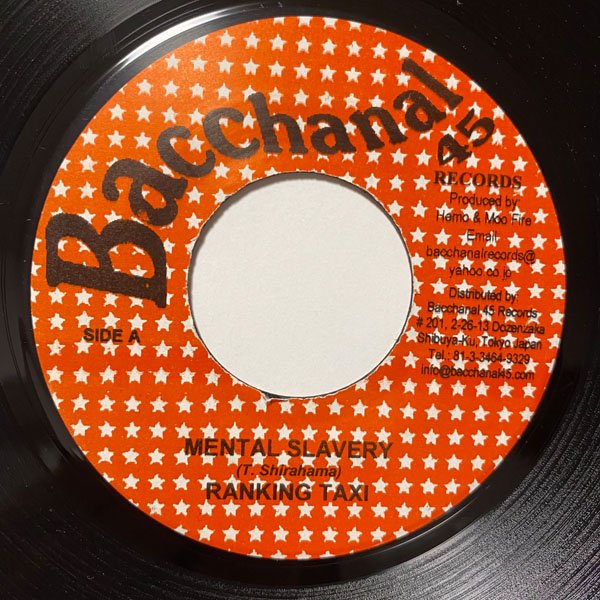 Bacchanal 45
RECORDS
Produced by:
Hemo & Moo Fire
Email:
bacchanalrecords@
yahoo.co.jp
Distributed by:
Bacchanal 45 Records
# 201, 2-26-13 Dozenzaka
Shibuya-Ku, Tokyo Japan
Tel.: 81-3-3464-9329
info@bacchanal45.com
SIDE A
MENTAL SLAVERY
(T. Shirahama)
RANKING TAXI